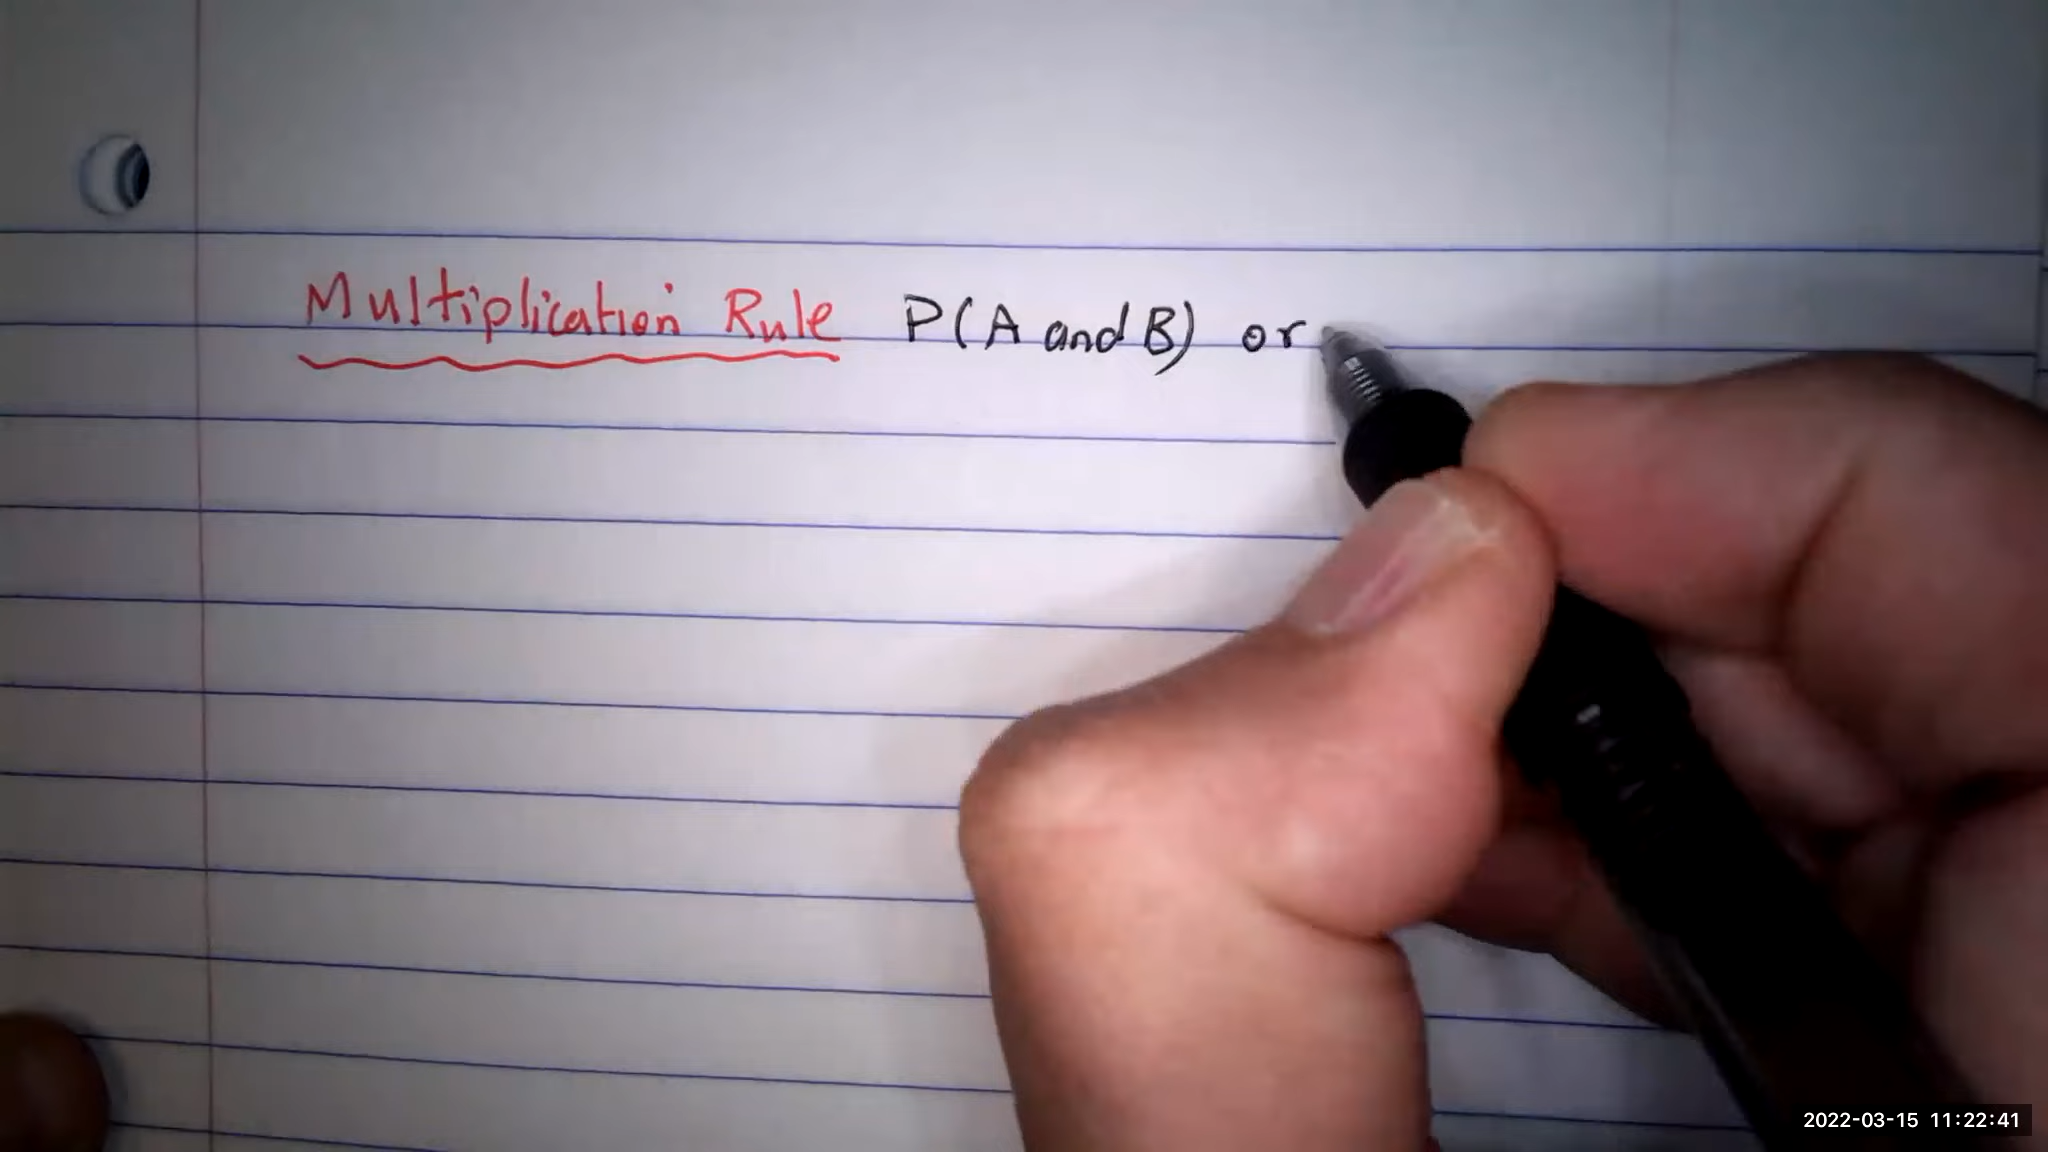 Multiplication Rule P(A and B) or
2022-03-15 11:22:41